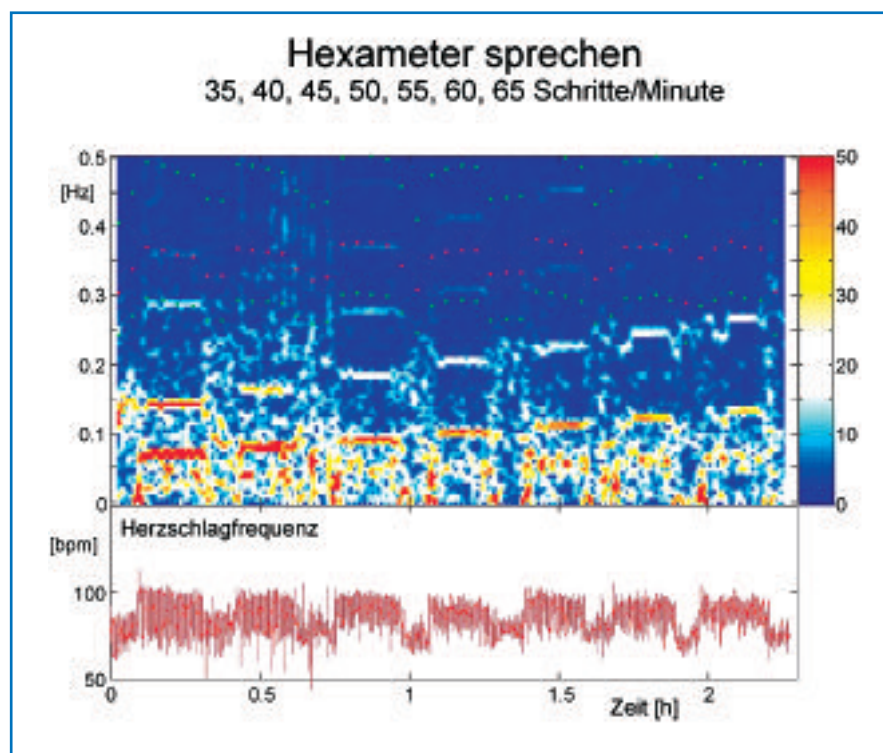 Hexameter sprechen
35, 40, 45, 50, 55, 60, 65 Schritte/Minute
0.5
[Hz]
0.4
0.3
0.2
0.1
0
50
40
30
20
10
0
Herzschlagfrequenz
[bpm]
100
50
0 0.5 1 1.5 2
Zeit [h]